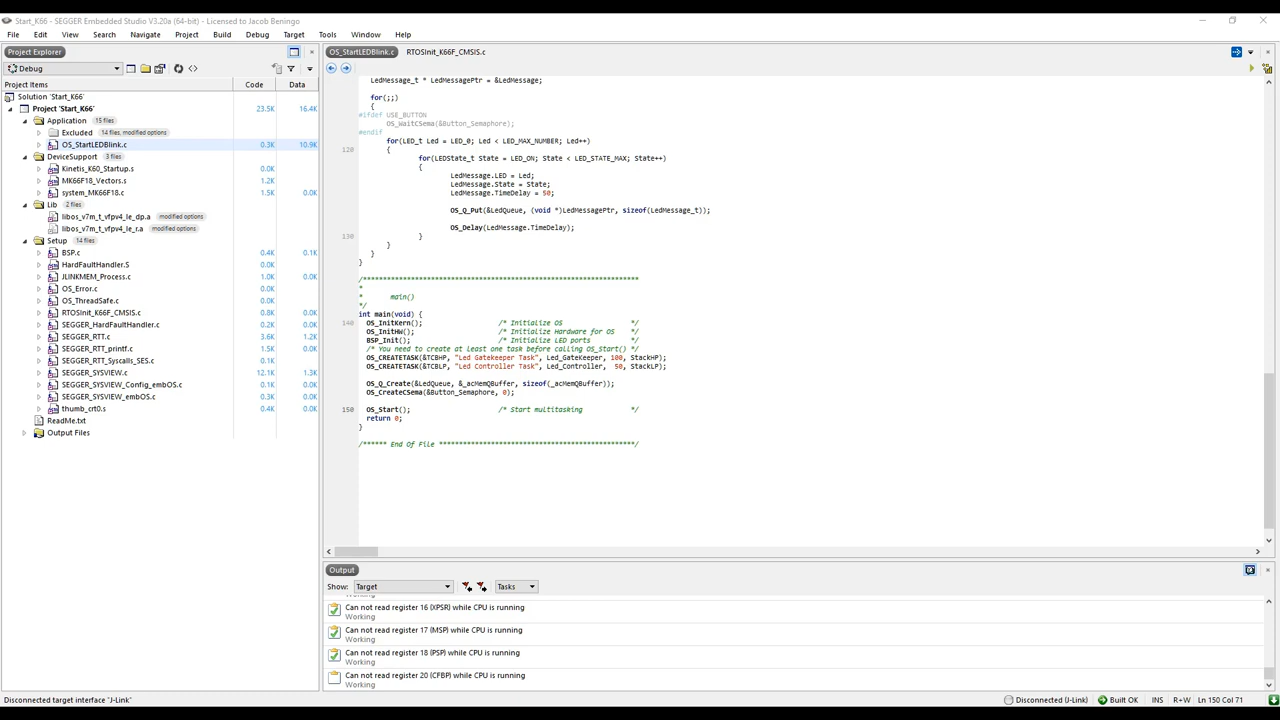 Start_K66 - SEGGER Embedded Studio V3.20a (64-bit) - Licensed to Jacob Beningo
File Edit View Search Navigate Project Build Debug Target Tools Window Help
Project Explorer
Debug
Project Items Code Data
Solution 'Start_K66'
Project 'Start_K66' 23.5K 16.4K
Application 15 files
Excluded 14 files, modified options
OS_StartLEDBlink.c 0.3K 10.9K
DeviceSupport 3 files
Kinetis_K60_Startup.s 0.0K
MK66F18_Vectors.s 1.2K
system_MK66F18.c 1.5K 0.0K
Lib 2 files
libos_v7m_t_vfpv4_le_dp.a modified options
libos_v7m_t_vfpv4_le_r.a modified options
Setup 14 files
BSP.c 0.4K 0.1K
HardFaultHandler.S 0.0K
JLINKMEM_Process.c 1.0K 0.0K
OS_Error.c 0.0K
OS_ThreadSafe.c 0.0K
RTOSInit_K66F_CMSIS.c 0.8K 0.0K
SEGGER_HardFaultHandler.c 0.2K 0.0K
SEGGER_RTT.c 3.6K 1.2K
SEGGER_RTT_printf.c 1.5K 0.0K
SEGGER_RTT_Syscalls_SES.c 0.1K
SEGGER_SYSVIEW.c 12.1K 1.3K
SEGGER_SYSVIEW_Config_embOS.c 0.1K 0.0K
SEGGER_SYSVIEW_embOS.c 0.3K 0.0K
thumb_crt0.s 0.4K 0.0K
ReadMe.txt
Output Files
OS_StartLEDBlink.c RTOSInit_K66F_CMSIS.c
LedMessage_t * LedMessagePtr = &LedMessage;
for(;;)
{
#ifdef USE_BUTTON
OS_WaitCSema(&Button_Semaphore);
#endif
for(LED_t Led = LED_0; Led < LED_MAX_NUMBER; Led++)
120 {
for(LEDState_t State = LED_ON; State < LED_STATE_MAX; State++)
{
LedMessage.LED = Led;
LedMessage.State = State;
LedMessage.TimeDelay = 50;
OS_Q_Put(&LedQueue, (void *)LedMessagePtr, sizeof(LedMessage_t));
OS_Delay(LedMessage.TimeDelay);
130 }
}
}
}
/*********************************************************************
*
* main()
*/
int main(void) {
140 OS_InitKern(); /* Initialize OS */
OS_InitHW(); /* Initialize Hardware for OS */
BSP_Init(); /* Initialize LED ports */
/* You need to create at least one task before calling OS_Start() */
OS_CREATETASK(&TCBHP, "Led Gatekeeper Task", Led_GateKeeper, 100, StackHP);
OS_CREATETASK(&TCBLP, "Led Controller Task", Led_Controller, 50, StackLP);
OS_Q_Create(&LedQueue, &_acMemQBuffer, sizeof(_acMemQBuffer));
OS_CreateCSema(&Button_Semaphore, 0);
150 OS_Start(); /* Start multitasking */
return 0;
}
/****** End Of File *************************************************/
Output
Show: Target Tasks
Working
Can not read register 16 (XPSR) while CPU is running
Working
Can not read register 17 (MSP) while CPU is running
Working
Can not read register 18 (PSP) while CPU is running
Working
Can not read register 20 (CFBP) while CPU is running
Working
Disconnected target interface "J-Link" Disconnected (J-Link) Built OK INS R+W Ln 150 Col 71